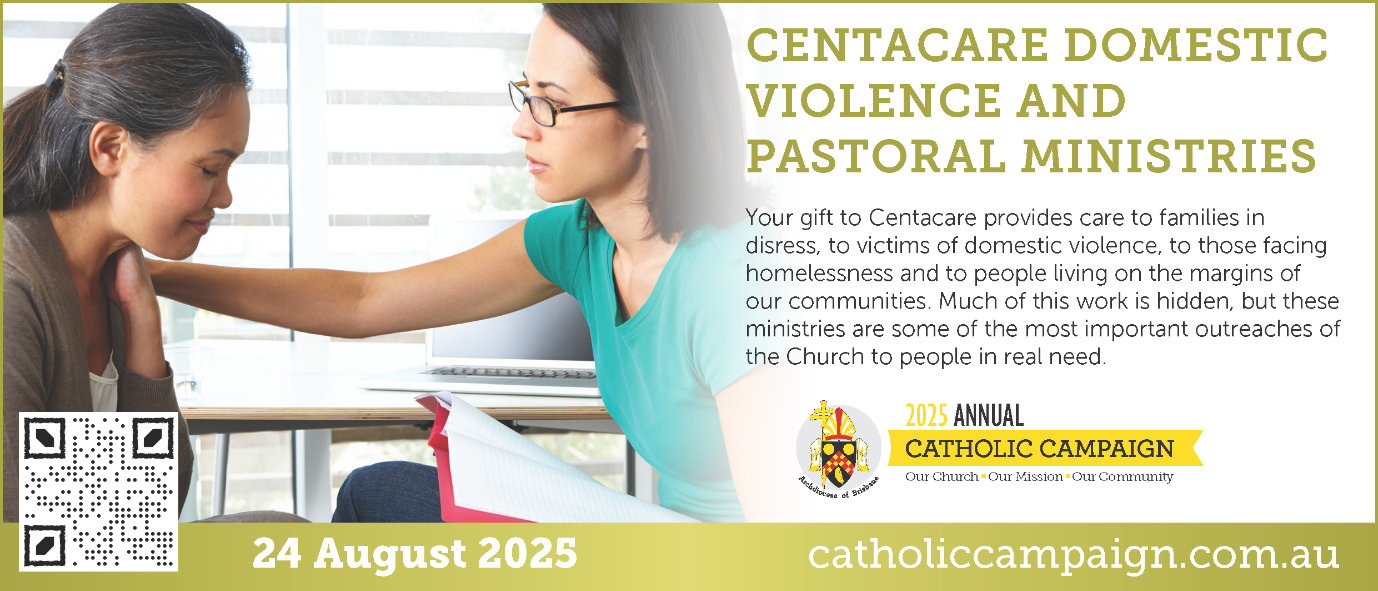 CENTACARE DOMESTIC
VIOLENCE AND
PASTORAL MINISTRIES
Your gift to Centacare provides care to families in
disress, to victims of domestic violence, to those facing
homelessness and to people living on the margins of
our communities. Much of this work is hidden, but these
ministries are some of the most important outreaches of
the Church to people in real need.
2025 ANNUAL
CATHOLIC CAMPAIGN
Our Church • Our Mission • Our Community
Archdiocese of Brisbane
24 August 2025
catholiccampaign.com.au